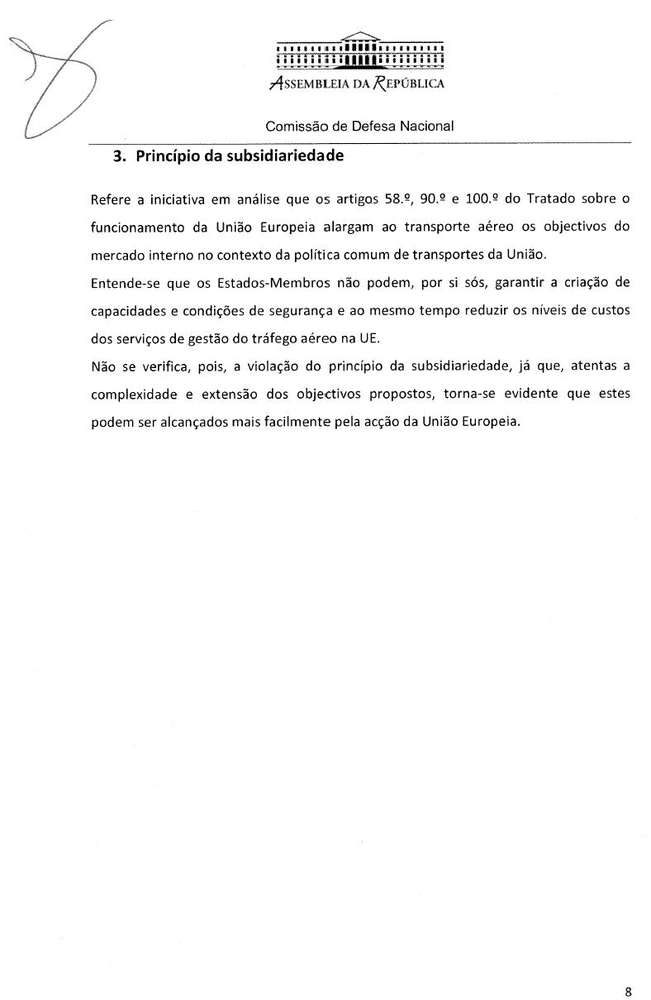 ASSEMBLEIA DA REPÚBLICA
Comissão de Defesa Nacional
3. Princípio da subsidiariedade
Refere a iniciativa em análise que os artigos 58.º, 90.º e 100.º do Tratado sobre o
funcionamento da União Europeia alargam ao transporte aéreo os objectivos do
mercado interno no contexto da política comum de transportes da União.
Entende-se que os Estados-Membros não podem, por si sós, garantir a criação de
capacidades e condições de segurança e ao mesmo tempo reduzir os níveis de custos
dos serviços de gestão do tráfego aéreo na UE.
Não se verifica, pois, a violação do princípio da subsidiariedade, já que, atentas a
complexidade e extensão dos objectivos propostos, torna-se evidente que estes
podem ser alcançados mais facilmente pela acção da União Europeia.
8